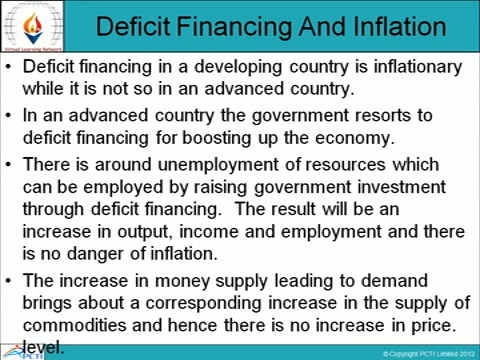 Deficit Financing And Inflation
Virtual Learning Network
• Deficit financing in a developing country is inflationary
while it is not so in an advanced country.
• In an advanced country the government resorts to
deficit financing for boosting up the economy.
• There is around unemployment of resources which
can be employed by raising government investment
through deficit financing. The result will be an
increase in output, income and employment and there
is no danger of inflation.
• The increase in money supply leading to demand
brings about a corresponding increase in the supply of
commodities and hence there is no increase in price.
level.
PCTI
© Copyright PCTI Limited 2012